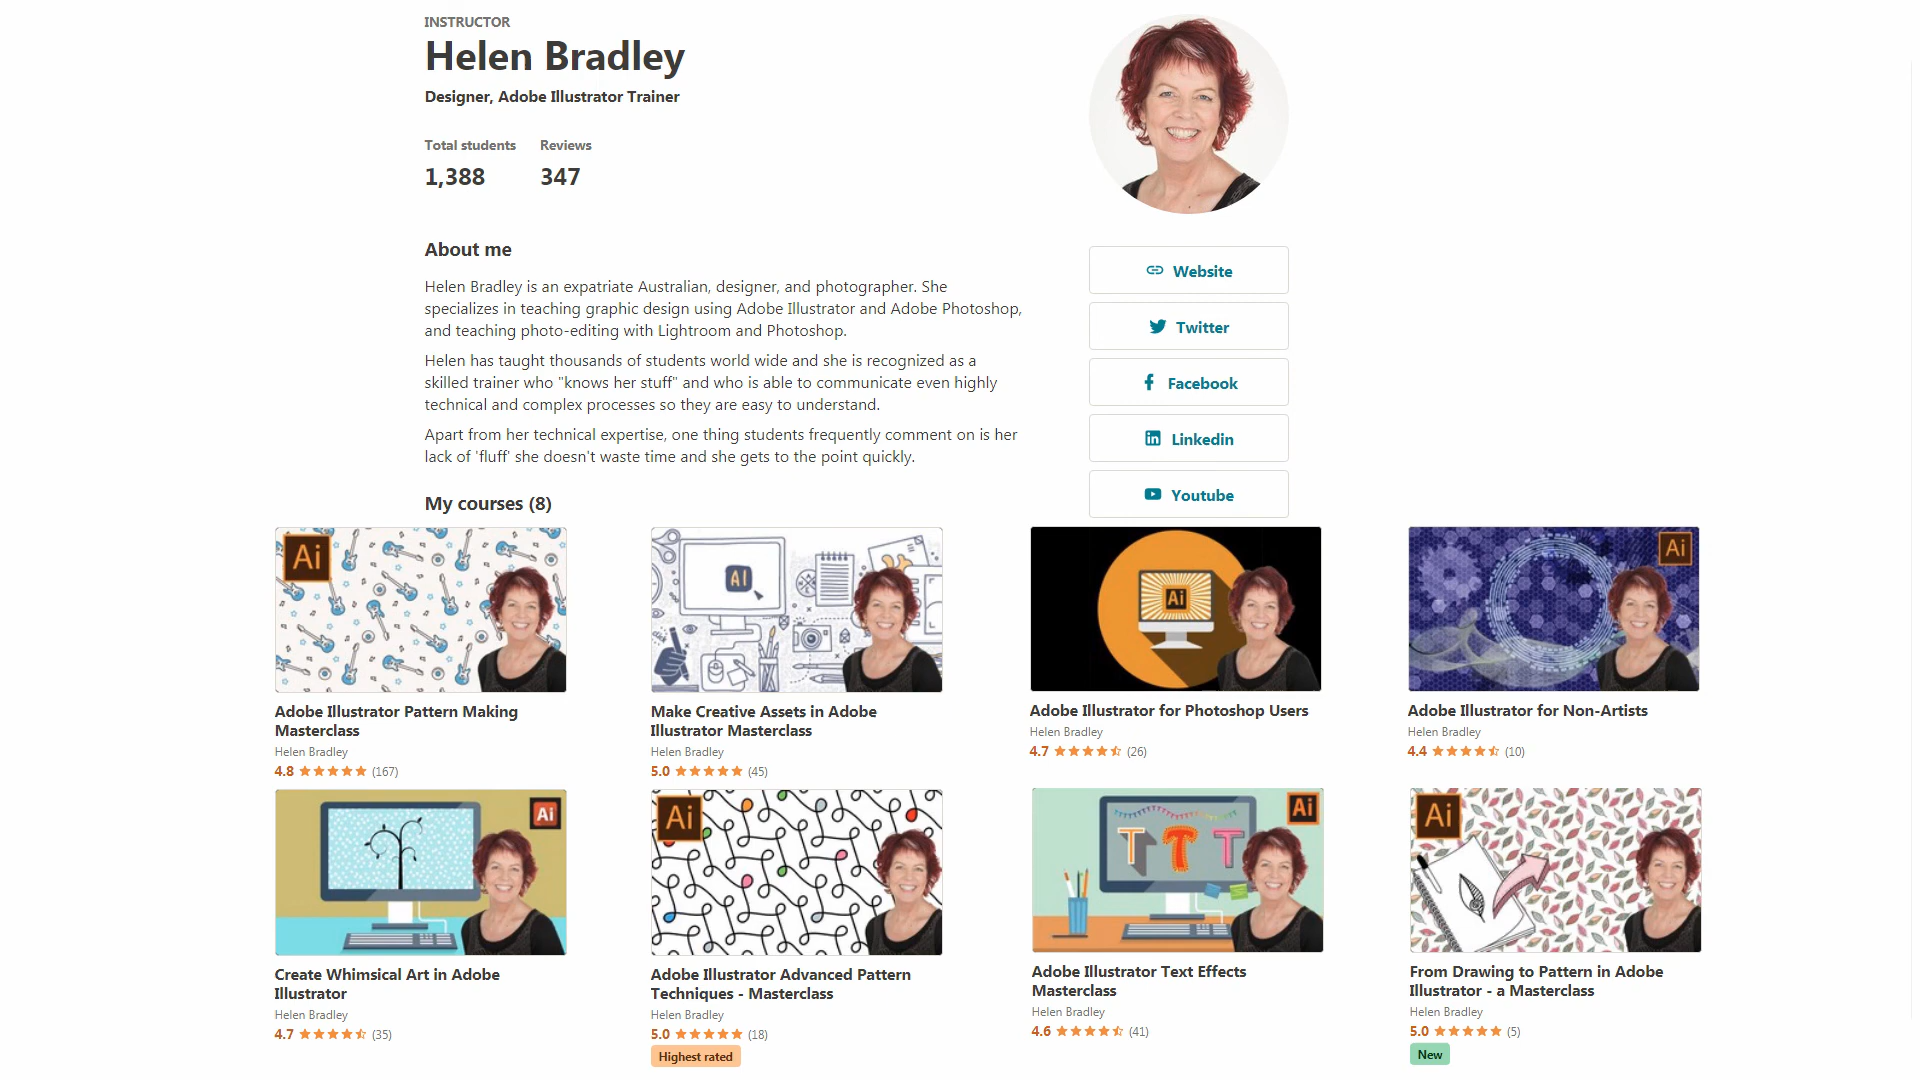 INSTRUCTOR
Helen Bradley
Designer, Adobe Illustrator Trainer
Total students Reviews
1,388 347
About me
Helen Bradley is an expatriate Australian, designer, and photographer. She
specializes in teaching graphic design using Adobe Illustrator and Adobe Photoshop,
and teaching photo-editing with Lightroom and Photoshop.
Helen has taught thousands of students world wide and she is recognized as a
skilled trainer who "knows her stuff" and who is able to communicate even highly
technical and complex processes so they are easy to understand.
Apart from her technical expertise, one thing students frequently comment on is her
lack of 'fluff' she doesn't waste time and she gets to the point quickly.
Website
Twitter
Facebook
Linkedin
Youtube
My courses (8)
Ai
AI
Ai
Ai
Adobe Illustrator Pattern Making
Masterclass
Helen Bradley
4.8 (167)
Make Creative Assets in Adobe
Illustrator Masterclass
Helen Bradley
5.0 (45)
Adobe Illustrator for Photoshop Users
Helen Bradley
4.7 (26)
Adobe Illustrator for Non-Artists
Helen Bradley
4.4 (10)
Ai
Ai
T T T
Ai
Ai
Create Whimsical Art in Adobe
Illustrator
Helen Bradley
4.7 (35)
Adobe Illustrator Advanced Pattern
Techniques - Masterclass
Helen Bradley
5.0 (18)
Highest rated
Adobe Illustrator Text Effects
Masterclass
Helen Bradley
4.6 (41)
From Drawing to Pattern in Adobe
Illustrator - a Masterclass
Helen Bradley
5.0 (5)
New